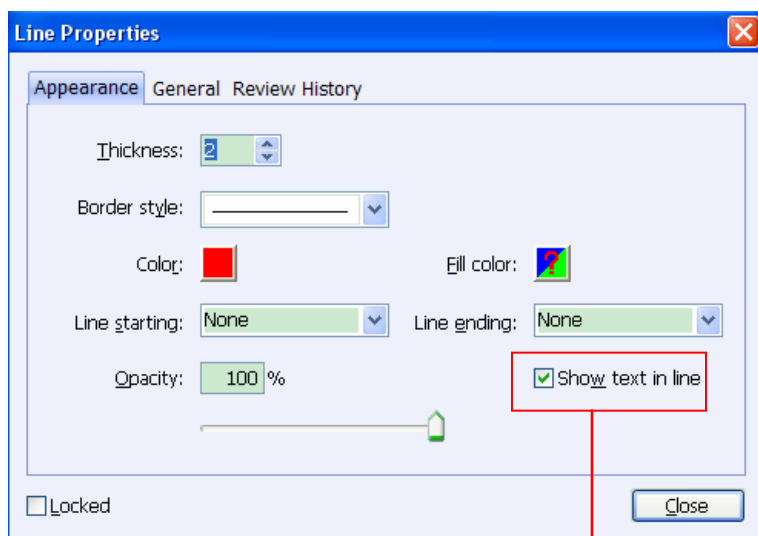 Line Properties
Appearance General Review History
Thickness: 2
Border style:
Color: Fill color: ?
Line starting: None Line ending: None
Opacity: 100 % Show text in line
Locked Close